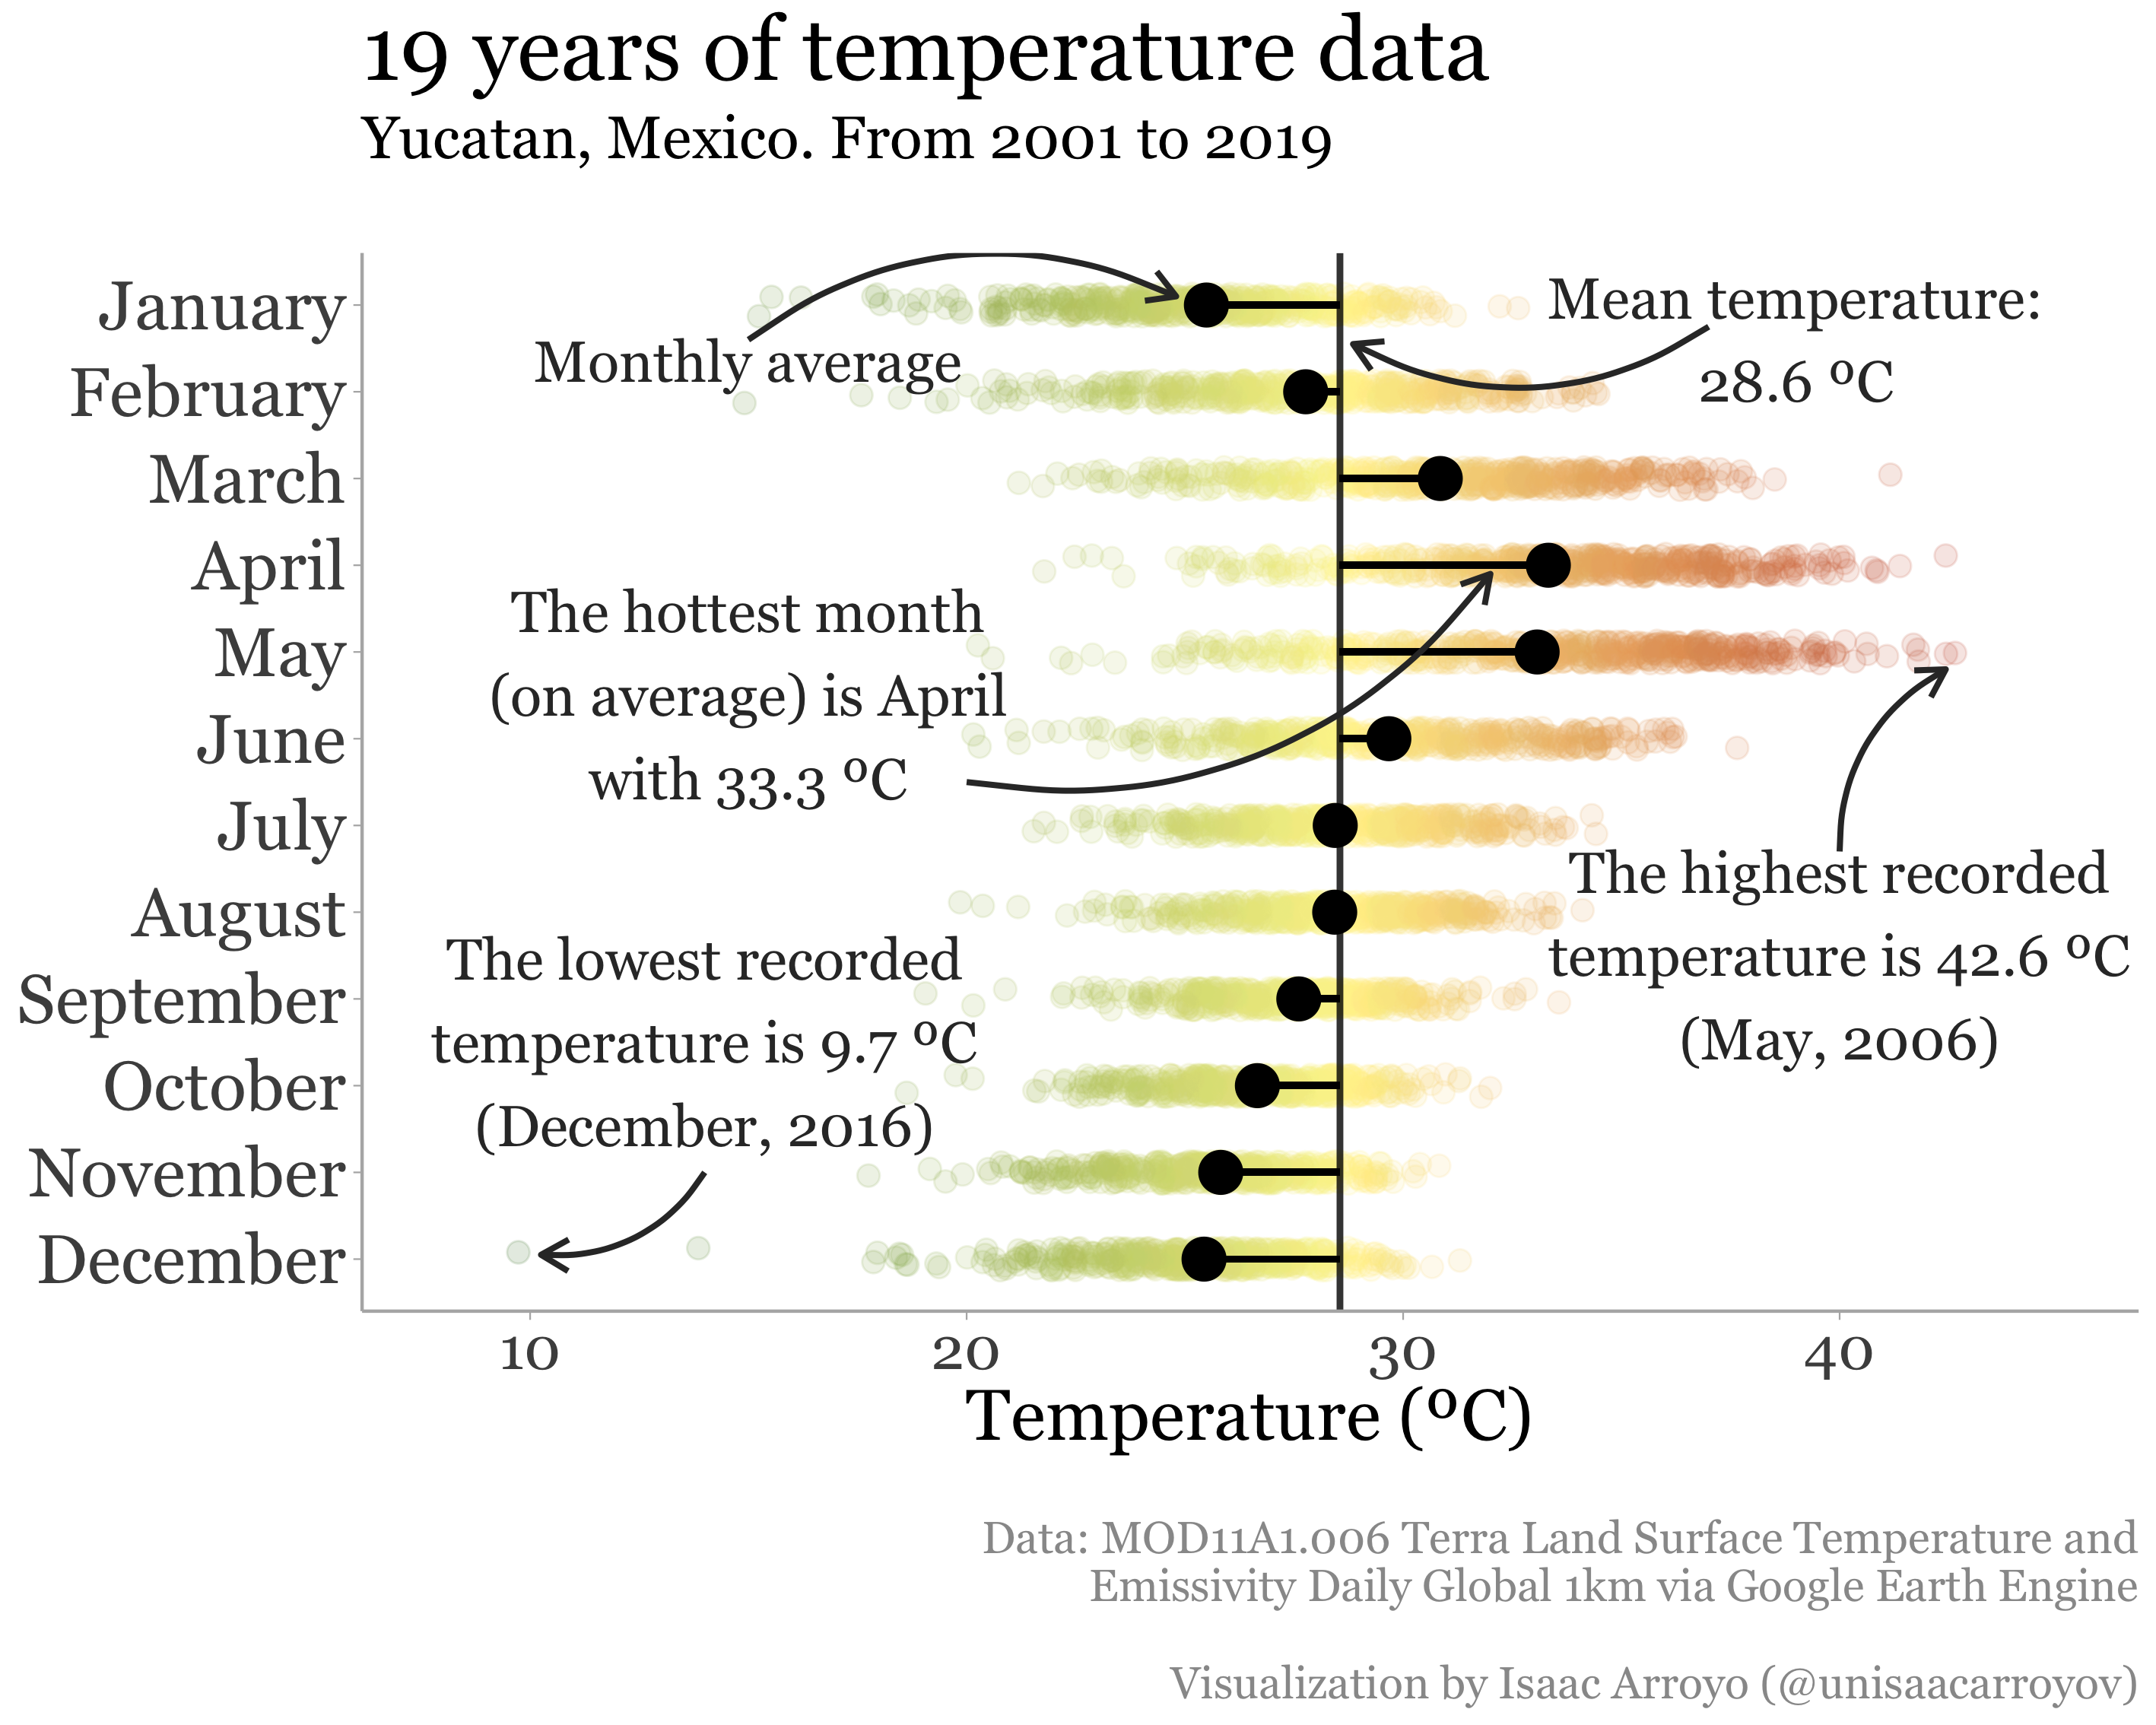 19 years of temperature data
Yucatan, Mexico. From 2001 to 2019
January
February
March
April
May
June
July
August
September
October
November
December
Monthly average
Mean temperature:
28.6 ºC
The hottest month
(on average) is April
with 33.3 ºC
The highest recorded
temperature is 42.6 ºC
(May, 2006)
The lowest recorded
temperature is 9.7 ºC
(December, 2016)
10 20 30 40
Temperature (ºC)
Data: MOD11A1.006 Terra Land Surface Temperature and
Emissivity Daily Global 1km via Google Earth Engine
Visualization by Isaac Arroyo (@unisaacarroyov)